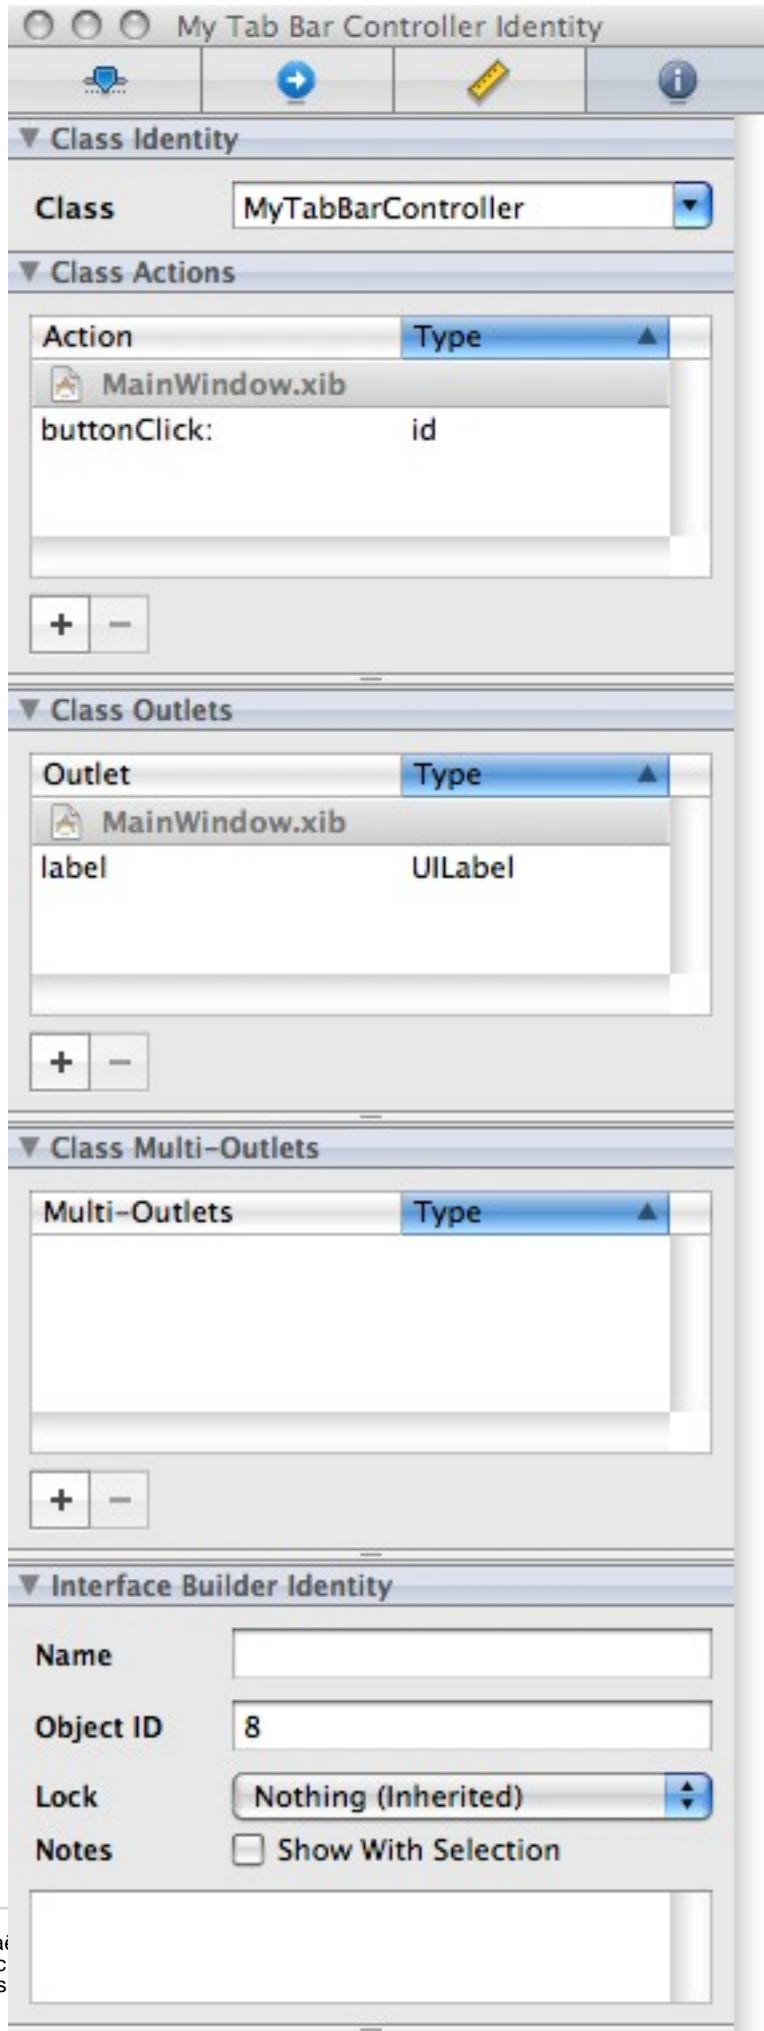 My Tab Bar Controller Identity
Class Identity
Class MyTabBarController
Class Actions
Action Type
MainWindow.xib
buttonClick: id
+ −
Class Outlets
Outlet Type
MainWindow.xib
label UILabel
+ −
Class Multi-Outlets
Multi-Outlets Type
+ −
Interface Builder Identity
Name
Object ID 8
Lock Nothing (Inherited)
Notes Show With Selection